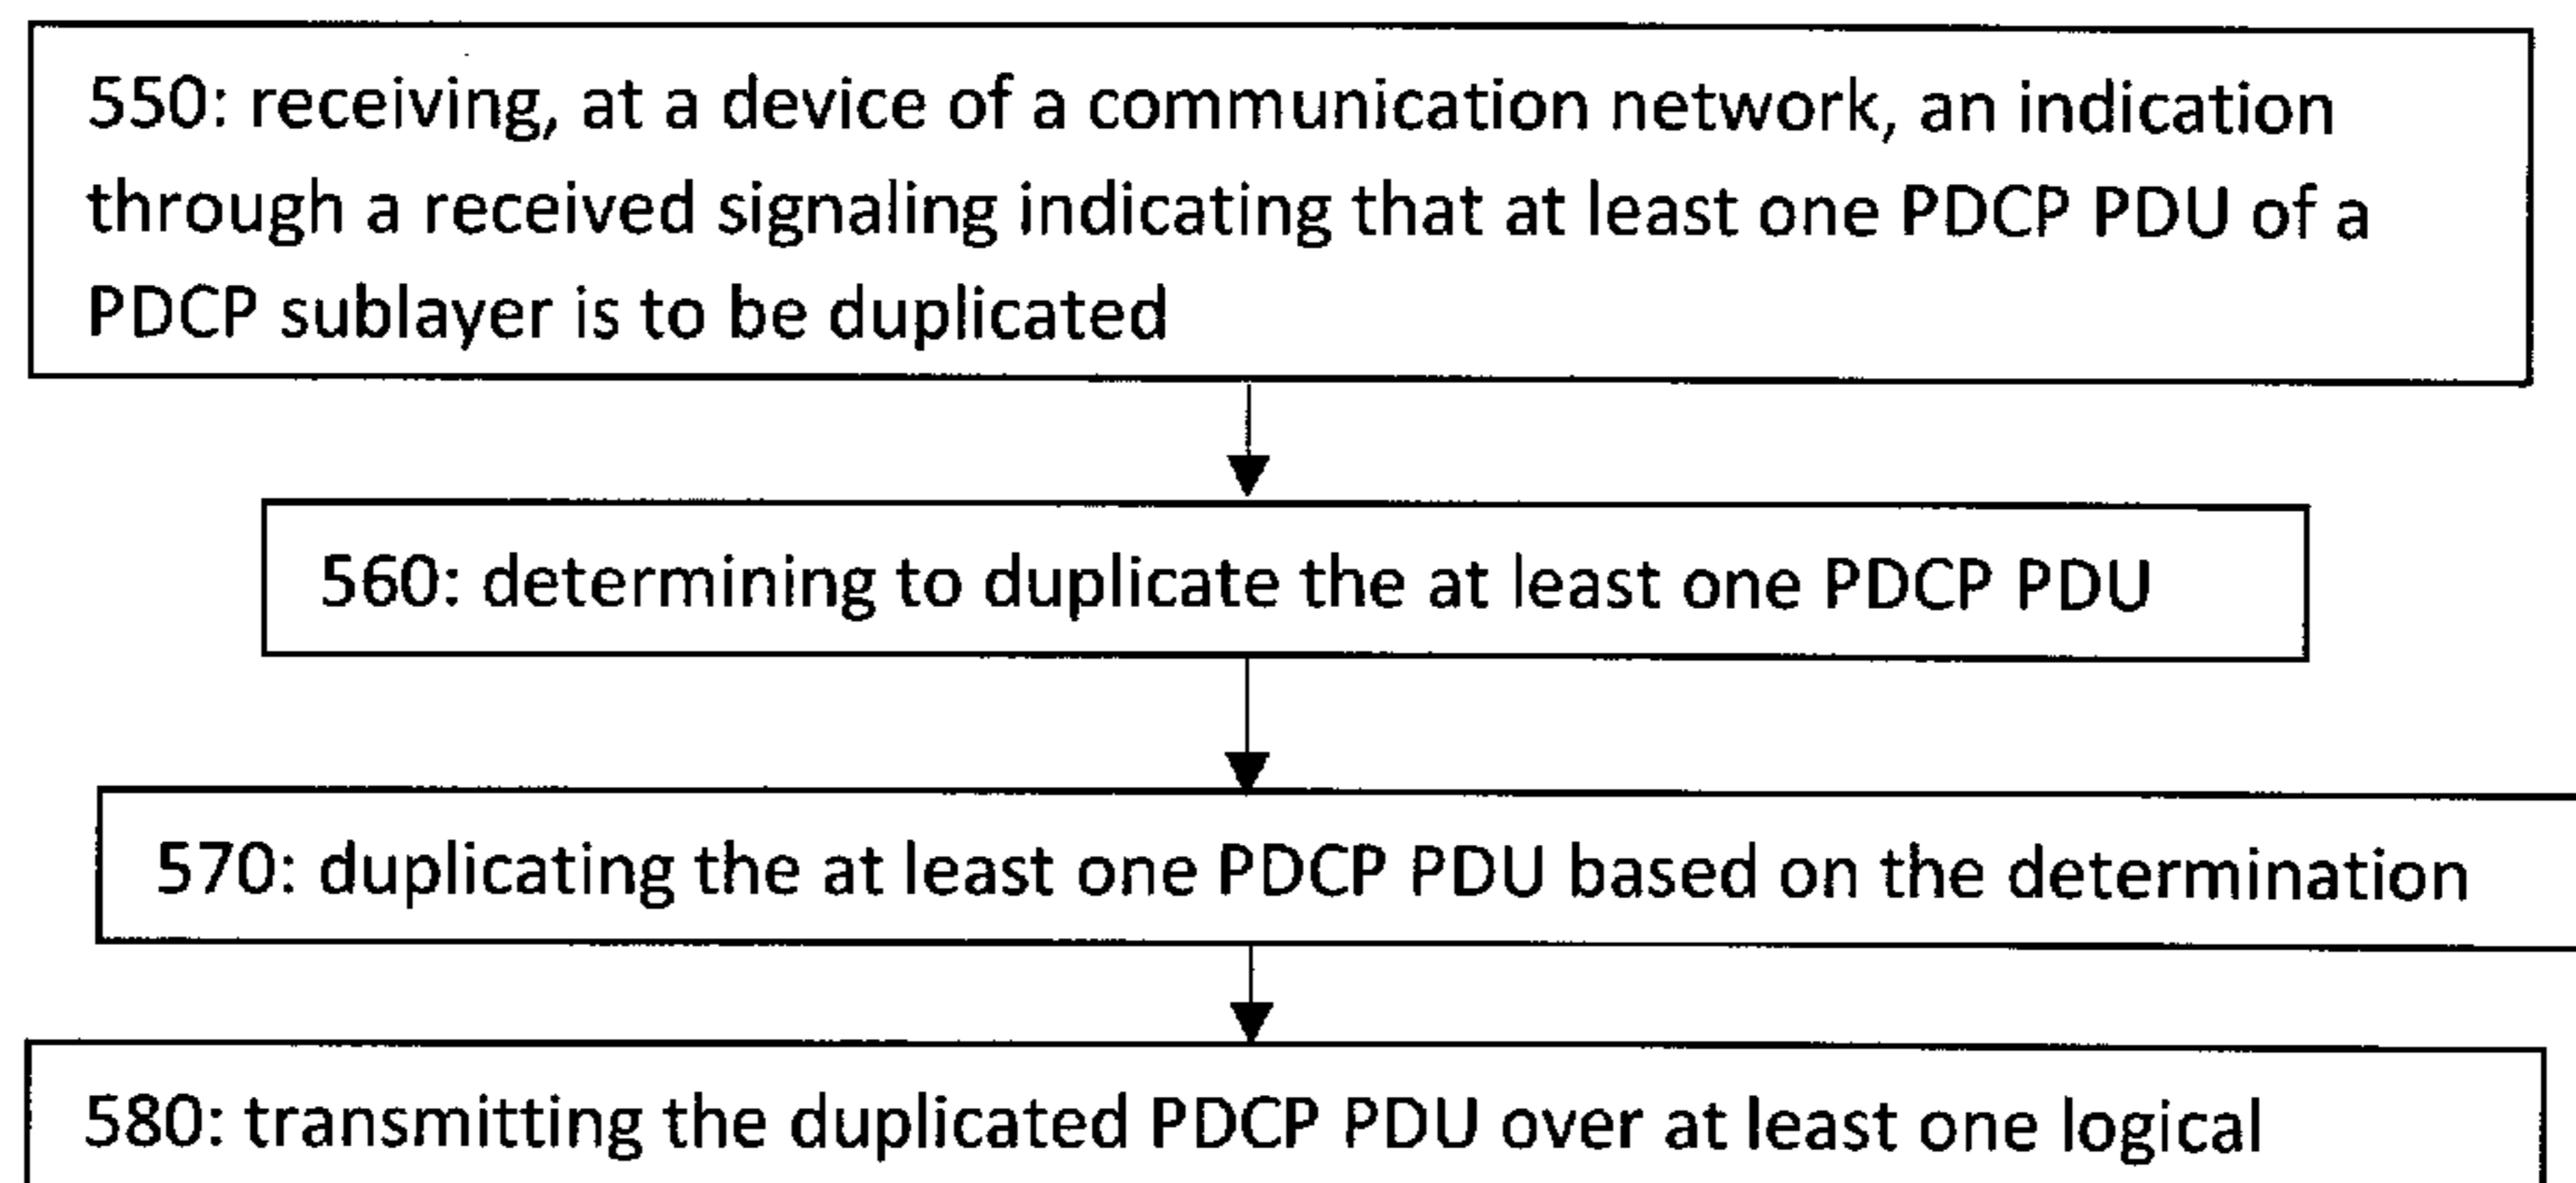 550: receiving, at a device of a communication network, an indication
through a received signaling indicating that at least one PDCP PDU of a
PDCP sublayer is to be duplicated
560: determining to duplicate the at least one PDCP PDU
570: duplicating the at least one PDCP PDU based on the determination
580: transmitting the duplicated PDCP PDU over at least one logical